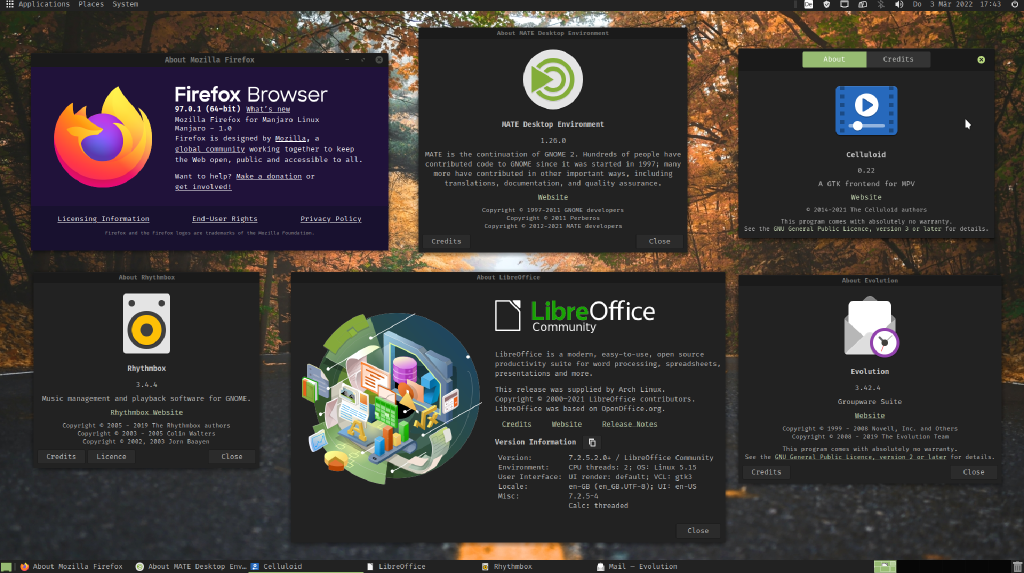 Applications Places System
De
Do 3 Mär 2022 17:43
About Mozilla Firefox
Firefox Browser
97.0.1 (64-bit) What's new
Mozilla Firefox for Manjaro Linux
Manjaro - 1.0
Firefox is designed by Mozilla, a
global community working together to keep
the Web open, public and accessible to all.
Want to help? Make a donation or
get involved!
Licensing Information End-User Rights Privacy Policy
Firefox and the Firefox logos are trademarks of the Mozilla Foundation.
About MATE Desktop Environment
MATE Desktop Environment
1.26.0
MATE is the continuation of GNOME 2. Hundreds of people have
contributed code to GNOME since it was started in 1997; many
more have contributed in other important ways, including
translations, documentation, and quality assurance.
Website
Copyright © 1997-2011 GNOME developers
Copyright © 2011 Perberos
Copyright © 2012-2021 MATE developers
Credits Close
About Credits
Celluloid
0.22
A GTK frontend for MPV
Website
© 2014-2021 The Celluloid authors
This program comes with absolutely no warranty.
See the GNU General Public Licence, version 3 or later for details.
About Rhythmbox
Rhythmbox
3.4.4
Music management and playback software for GNOME.
Rhythmbox Website
Copyright © 2005 - 2019 The Rhythmbox authors
Copyright © 2003 - 2005 Colin Walters
Copyright © 2002, 2003 Jorn Baayen
Credits Licence Close
About LibreOffice
LibreOffice
Community
LibreOffice is a modern, easy-to-use, open source
productivity suite for word processing, spreadsheets,
presentations and more.
This release was supplied by Arch Linux.
Copyright © 2000-2021 LibreOffice contributors.
LibreOffice was based on OpenOffice.org.
Credits Website Release Notes
Version Information
Version: 7.2.5.2.0+ / LibreOffice Community
Environment: CPU threads: 2; OS: Linux 5.15
User Interface: UI render: default; VCL: gtk3
Locale: en-GB (en_GB.UTF-8); UI: en-US
Misc: 7.2.5-4
Calc: threaded
Close
About Evolution
Evolution
3.42.4
Groupware Suite
Website
Copyright © 1999 - 2008 Novell, Inc. and Others
Copyright © 2008 - 2019 The Evolution Team
This program comes with absolutely no warranty.
See the GNU General Public Licence, version 2 or later for details.
Credits Close
About Mozilla Firefox
About MATE Desktop Env...
Celluloid
LibreOffice
Rhythmbox
Mail — Evolution